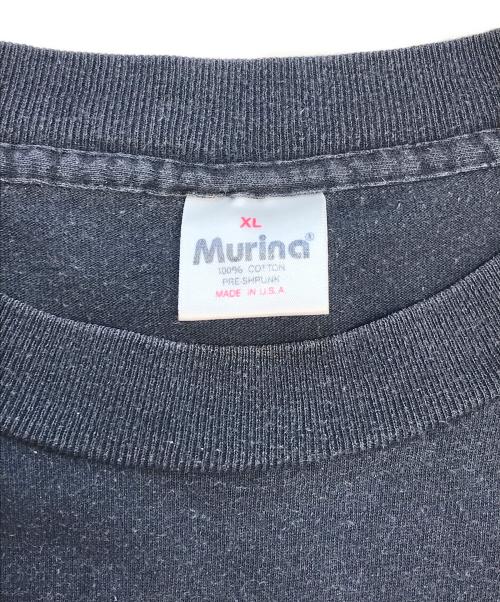 XL
Murina®
100% COTTON
PRE-SHRUNK
MADE IN U.S.A